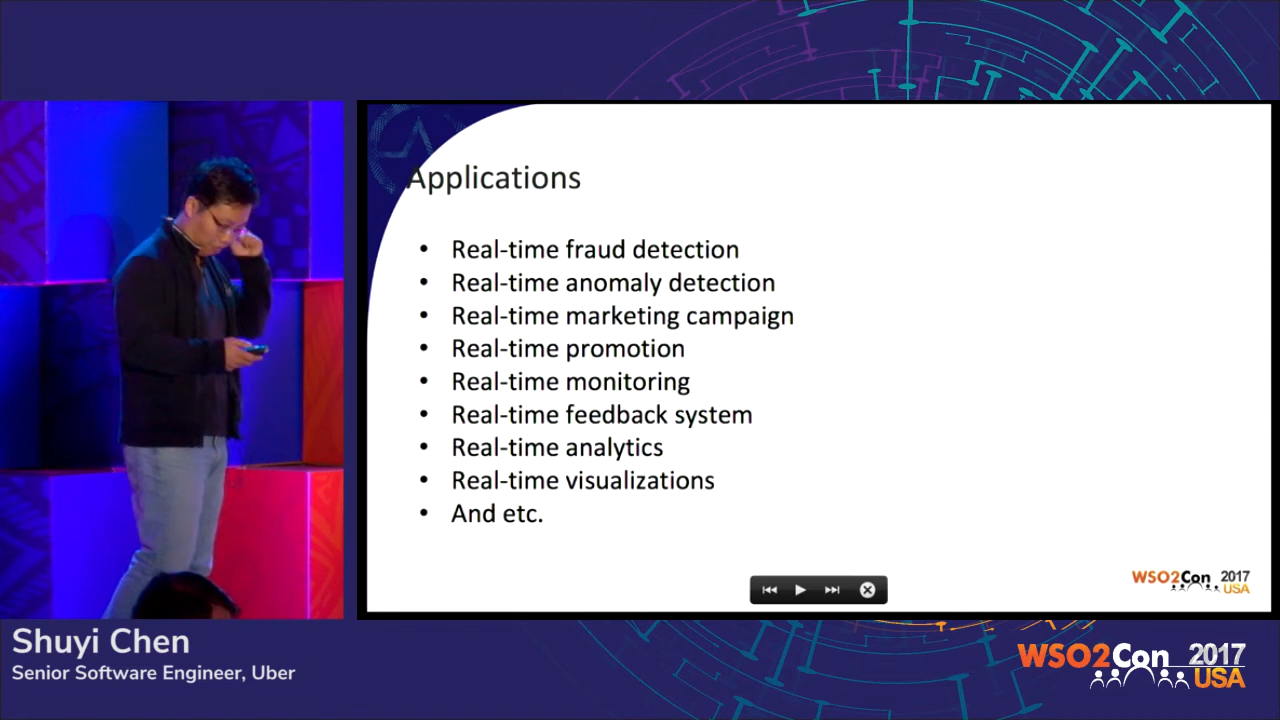 Applications
• Real-time fraud detection
• Real-time anomaly detection
• Real-time marketing campaign
• Real-time promotion
• Real-time monitoring
• Real-time feedback system
• Real-time analytics
• Real-time visualizations
• And etc.
WSO2Con 2017
USA
Shuyi Chen
Senior Software Engineer, Uber
WSO2Con 2017
USA